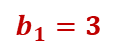 b₁ = 3